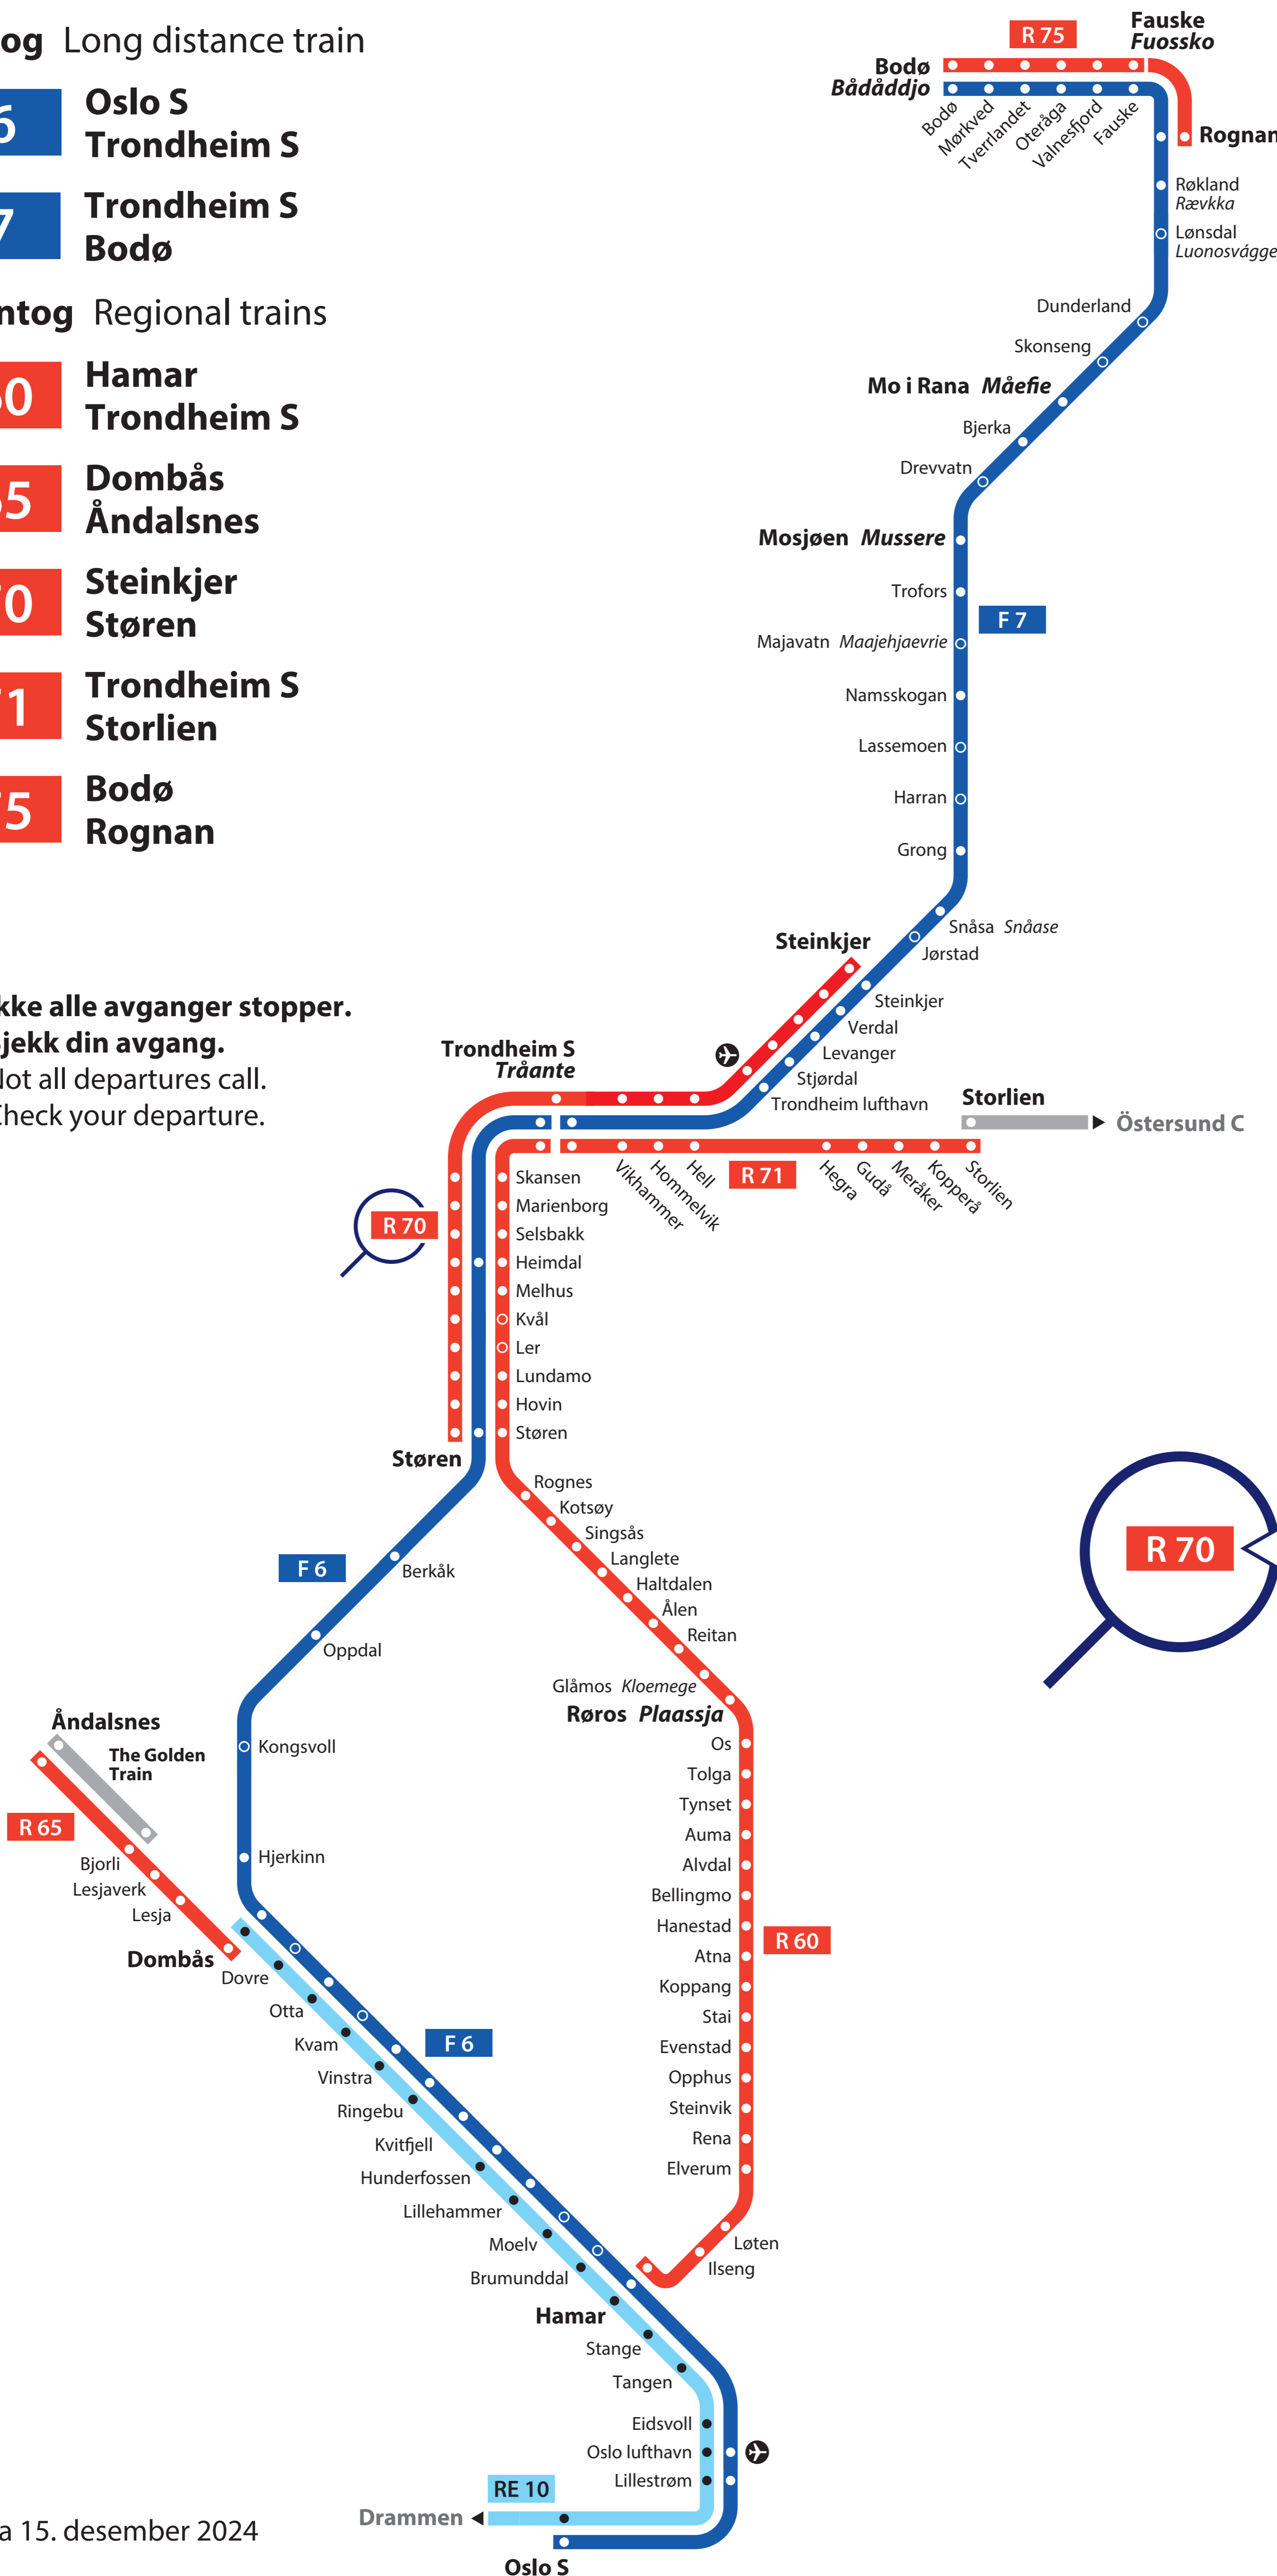 og Long distance train
6
Oslo S
Trondheim S
7
Trondheim S
Bodø
ntog Regional trains
60
Hamar
Trondheim S
65
Dombås
Åndalsnes
70
Steinkjer
Støren
71
Trondheim S
Storlien
75
Bodø
Rognan
kke alle avganger stopper.
jekk din avgang.
Not all departures call.
Check your departure.
R 75
Fauske
Fuossko
Bodø
Bådåddjo
Bodø
Mørkved
Tverrlandet
Oteråga
Valnesfjord
Fauske
Rognan
Røkland
Rævkka
Lønsdal
Luonosvágge
Dunderland
Skonseng
Mo i Rana Måefie
Bjerka
Drevvatn
Mosjøen Mussere
Trofors
F 7
Majavatn Maajehjaevrie
Namsskogan
Lassemoen
Harran
Grong
Snåsa Snåase
Jørstad
Steinkjer
Steinkjer
Verdal
Levanger
Stjørdal
Trondheim lufthavn
Trondheim S
Tråante
Storlien
Östersund C
R 71
Vikhammer
Hommelvik
Hell
Hegra
Gudå
Meråker
Kopperå
Storlien
R 70
Skansen
Marienborg
Selsbakk
Heimdal
Melhus
Kvål
Ler
Lundamo
Hovin
Støren
Støren
Rognes
Kotsøy
Singsås
Langlete
Haltdalen
Ålen
Reitan
Glåmos Kloemege
Røros Plaassja
R 70
F 6
Berkåk
Oppdal
Kongsvoll
Hjerkinn
Åndalsnes
The Golden
Train
R 65
Bjorli
Lesjaverk
Lesja
Dombås
Dovre
Otta
Kvam
Vinstra
Ringebu
Kvitfjell
Hunderfossen
Lillehammer
Moelv
Brumunddal
Hamar
Stange
Tangen
Eidsvoll
Oslo lufthavn
Lillestrøm
F 6
Os
Tolga
Tynset
Auma
Alvdal
Bellingmo
Hanestad
Atna
Koppang
Stai
Evenstad
Opphus
Steinvik
Rena
Elverum
R 60
Løten
Ilseng
RE 10
Drammen
Oslo S
a 15. desember 2024